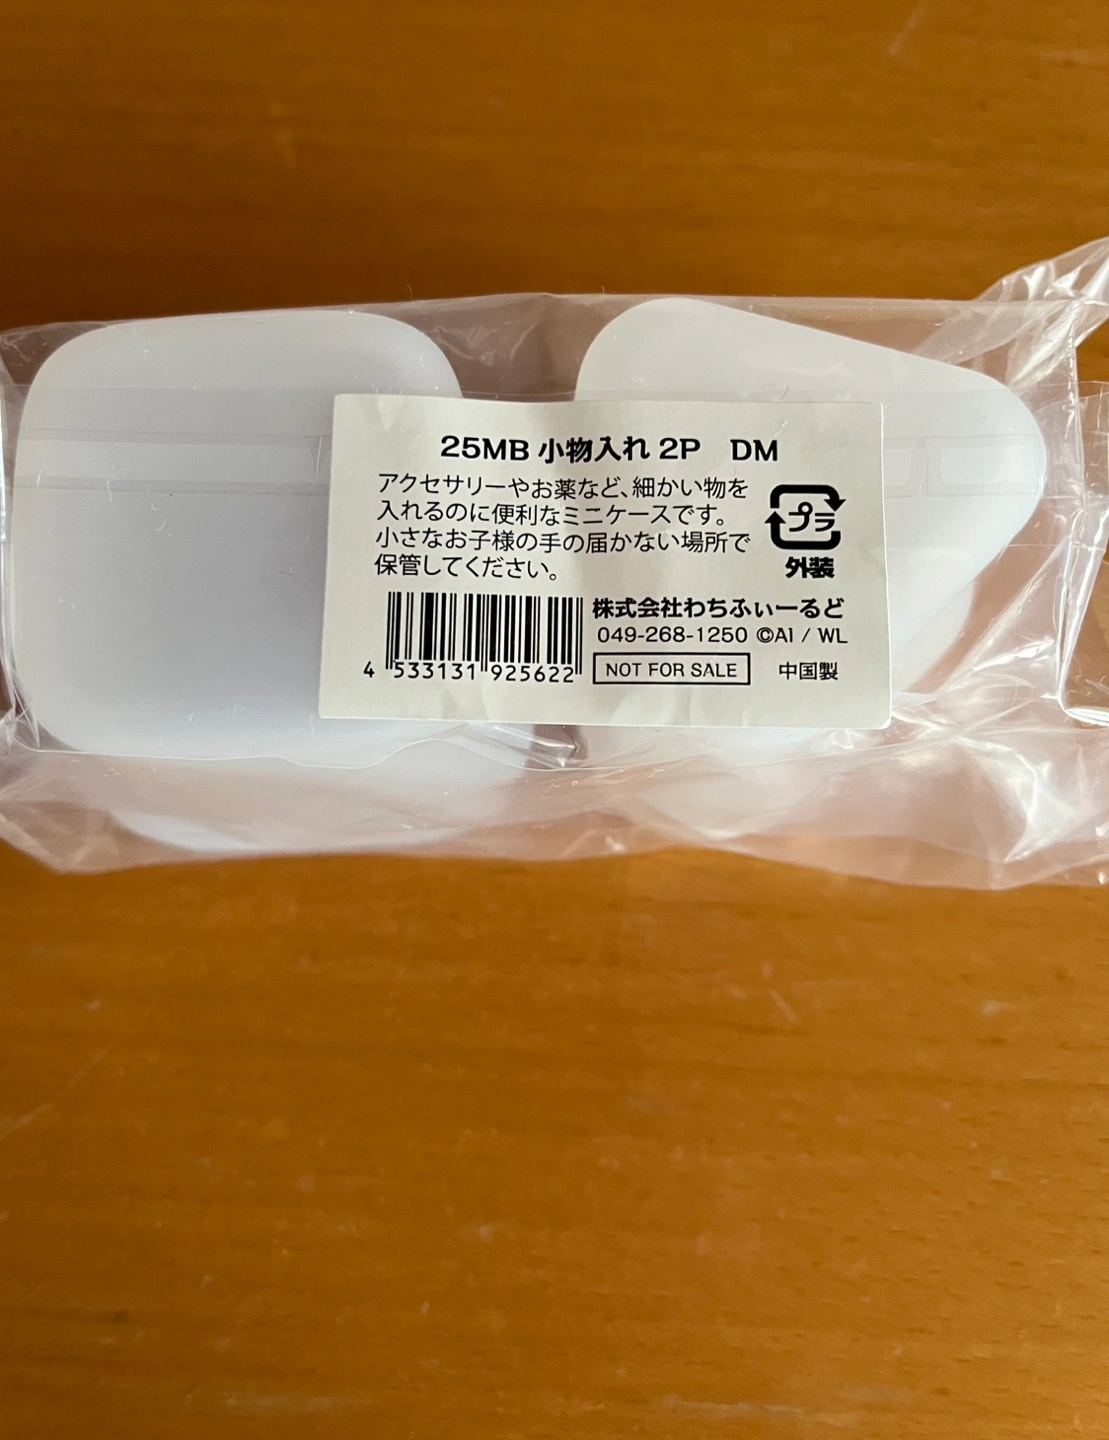 25MB 小物入れ 2P DM
アクセサリーやお薬など、細かい物を
入れるのに便利なミニケースです。
小さなお子様の手の届かない場所で
保管してください。
プラ
外装
株式会社わちふぃーるど
049-268-1250 ©AI / WL
NOT FOR SALE 中国製
4 533131 925622